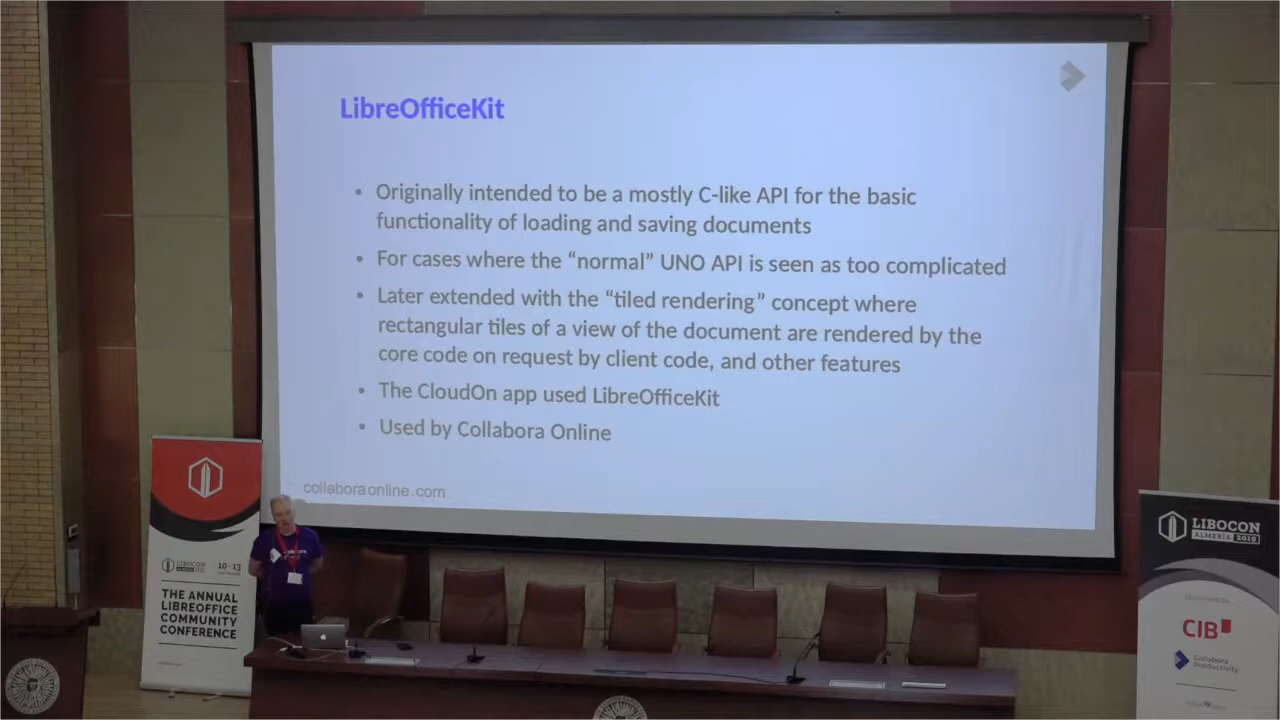 LibreOfficeKit
• Originally intended to be a mostly C-like API for the basic
functionality of loading and saving documents
• For cases where the “normal” UNO API is seen as too complicated
• Later extended with the “tiled rendering” concept where
rectangular tiles of a view of the document are rendered by the
core code on request by client code, and other features
• The CloudOn app used LibreOfficeKit
• Used by Collabora Online
collaboraonline.com
LIBOCON
10-13
THE ANNUAL
LIBREOFFICE
COMMUNITY
CONFERENCE
LIBOCON
ALMERÍA 2019
CIB
Collabora
Productivity